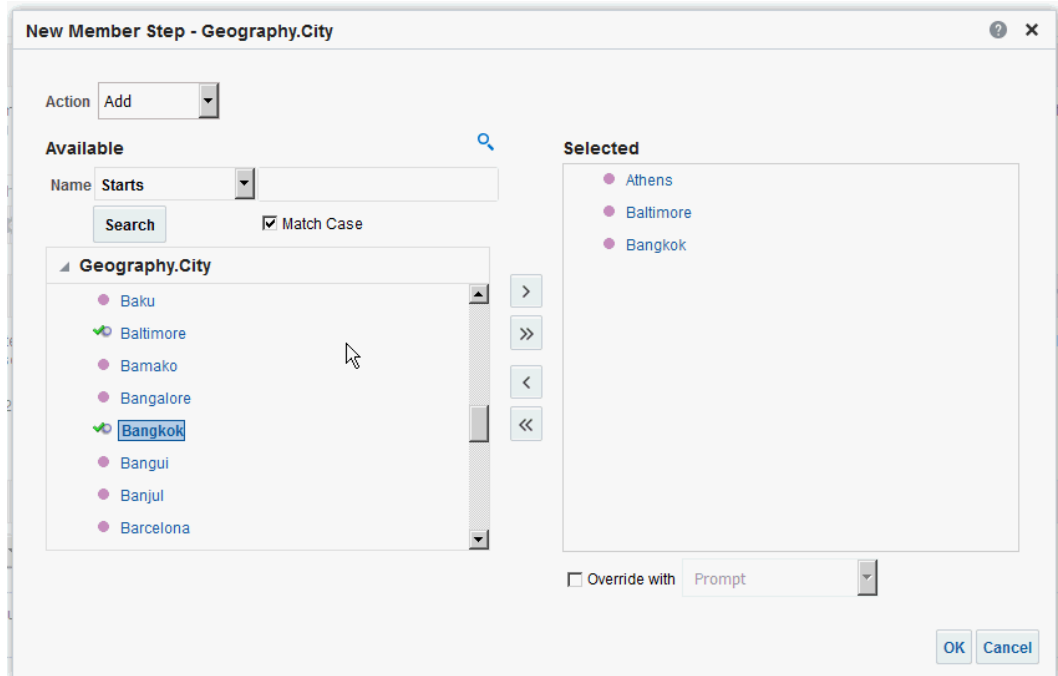 New Member Step - Geography.City
Action Add
Available
Name Starts
Search Match Case
Geography.City
Baku
Baltimore
Bamako
Bangalore
Bangkok
Bangui
Banjul
Barcelona
Selected
Athens
Baltimore
Bangkok
Override with Prompt
OK Cancel